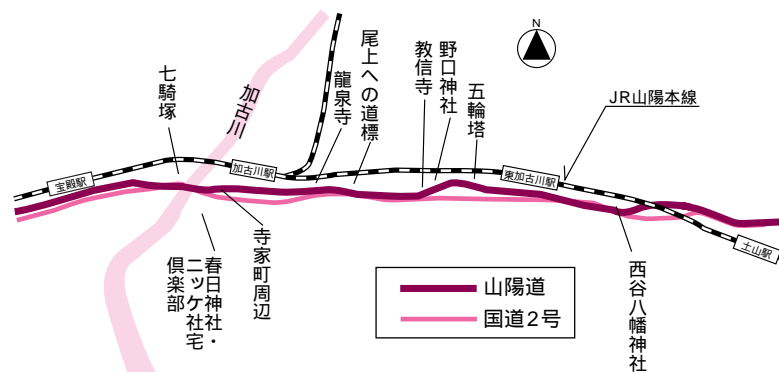 N
尾上への道標
龍泉寺
野口神社
教信寺
五輪塔
七騎塚
加古川
JR山陽本線
宝殿駅
加古川駅
東加古川駅
土山駅
寺家町周辺
春日神社・
ニッケ社宅
倶楽部
西谷八幡神社
山陽道
国道2号